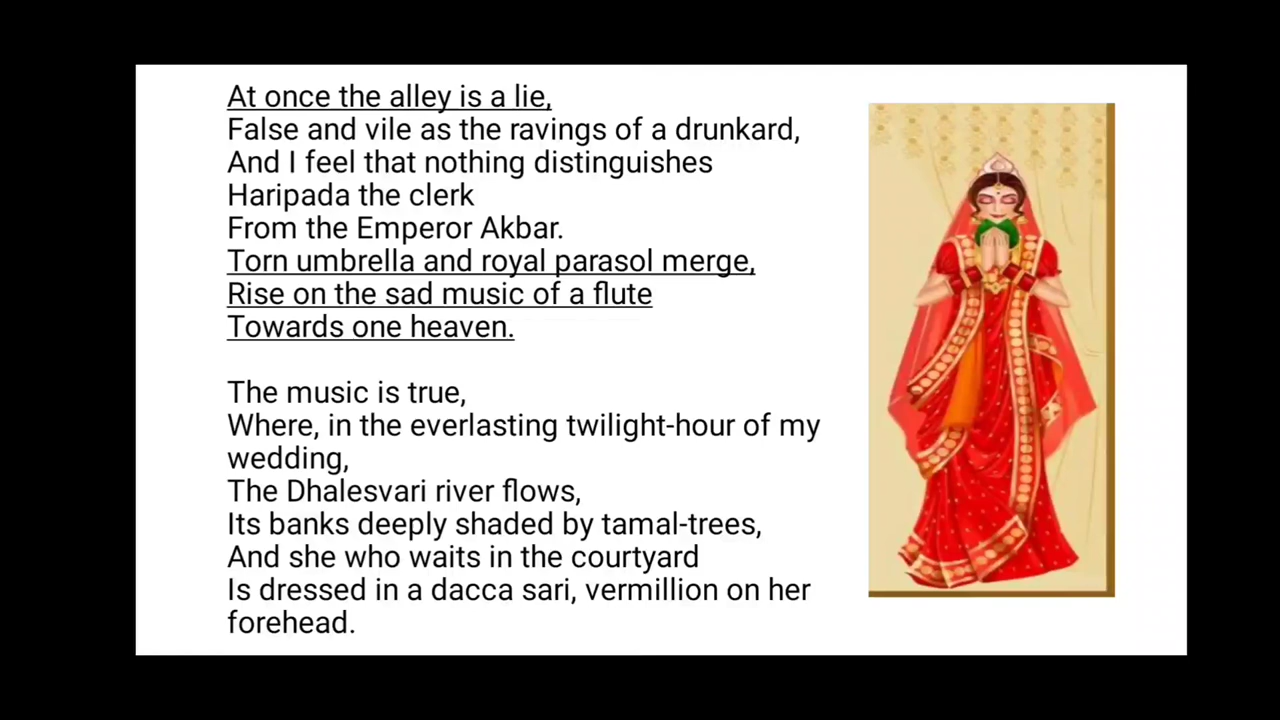 At once the alley is a lie,
False and vile as the ravings of a drunkard,
And I feel that nothing distinguishes
Haripada the clerk
From the Emperor Akbar.
Torn umbrella and royal parasol merge,
Rise on the sad music of a flute
Towards one heaven.
The music is true,
Where, in the everlasting twilight-hour of my
wedding,
The Dhalesvari river flows,
Its banks deeply shaded by tamal-trees,
And she who waits in the courtyard
Is dressed in a dacca sari, vermillion on her
forehead.